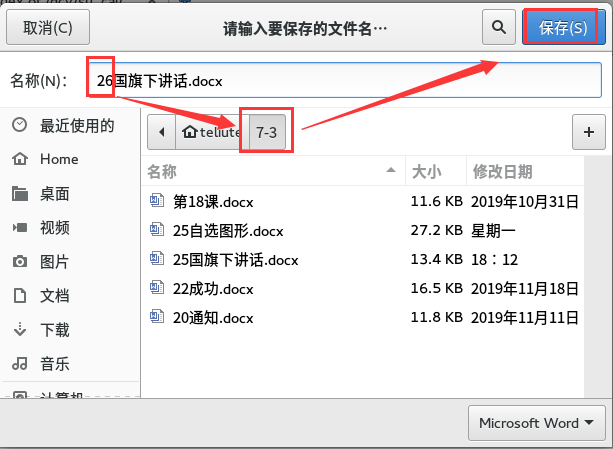 取消(C)
请输入要保存的文件名…
保存(S)
名称(N)：
26国旗下讲话.docx
最近使用的
Home
桌面
视频
图片
文档
下载
音乐
teliute
7-3
名称
大小
修改日期
第18课.docx 11.6 KB 2019年10月31日
25自选图形.docx 27.2 KB 星期一
25国旗下讲话.docx 13.4 KB 18：12
22成功.docx 16.5 KB 2019年11月18日
20通知.docx 11.8 KB 2019年11月11日
Microsoft Word